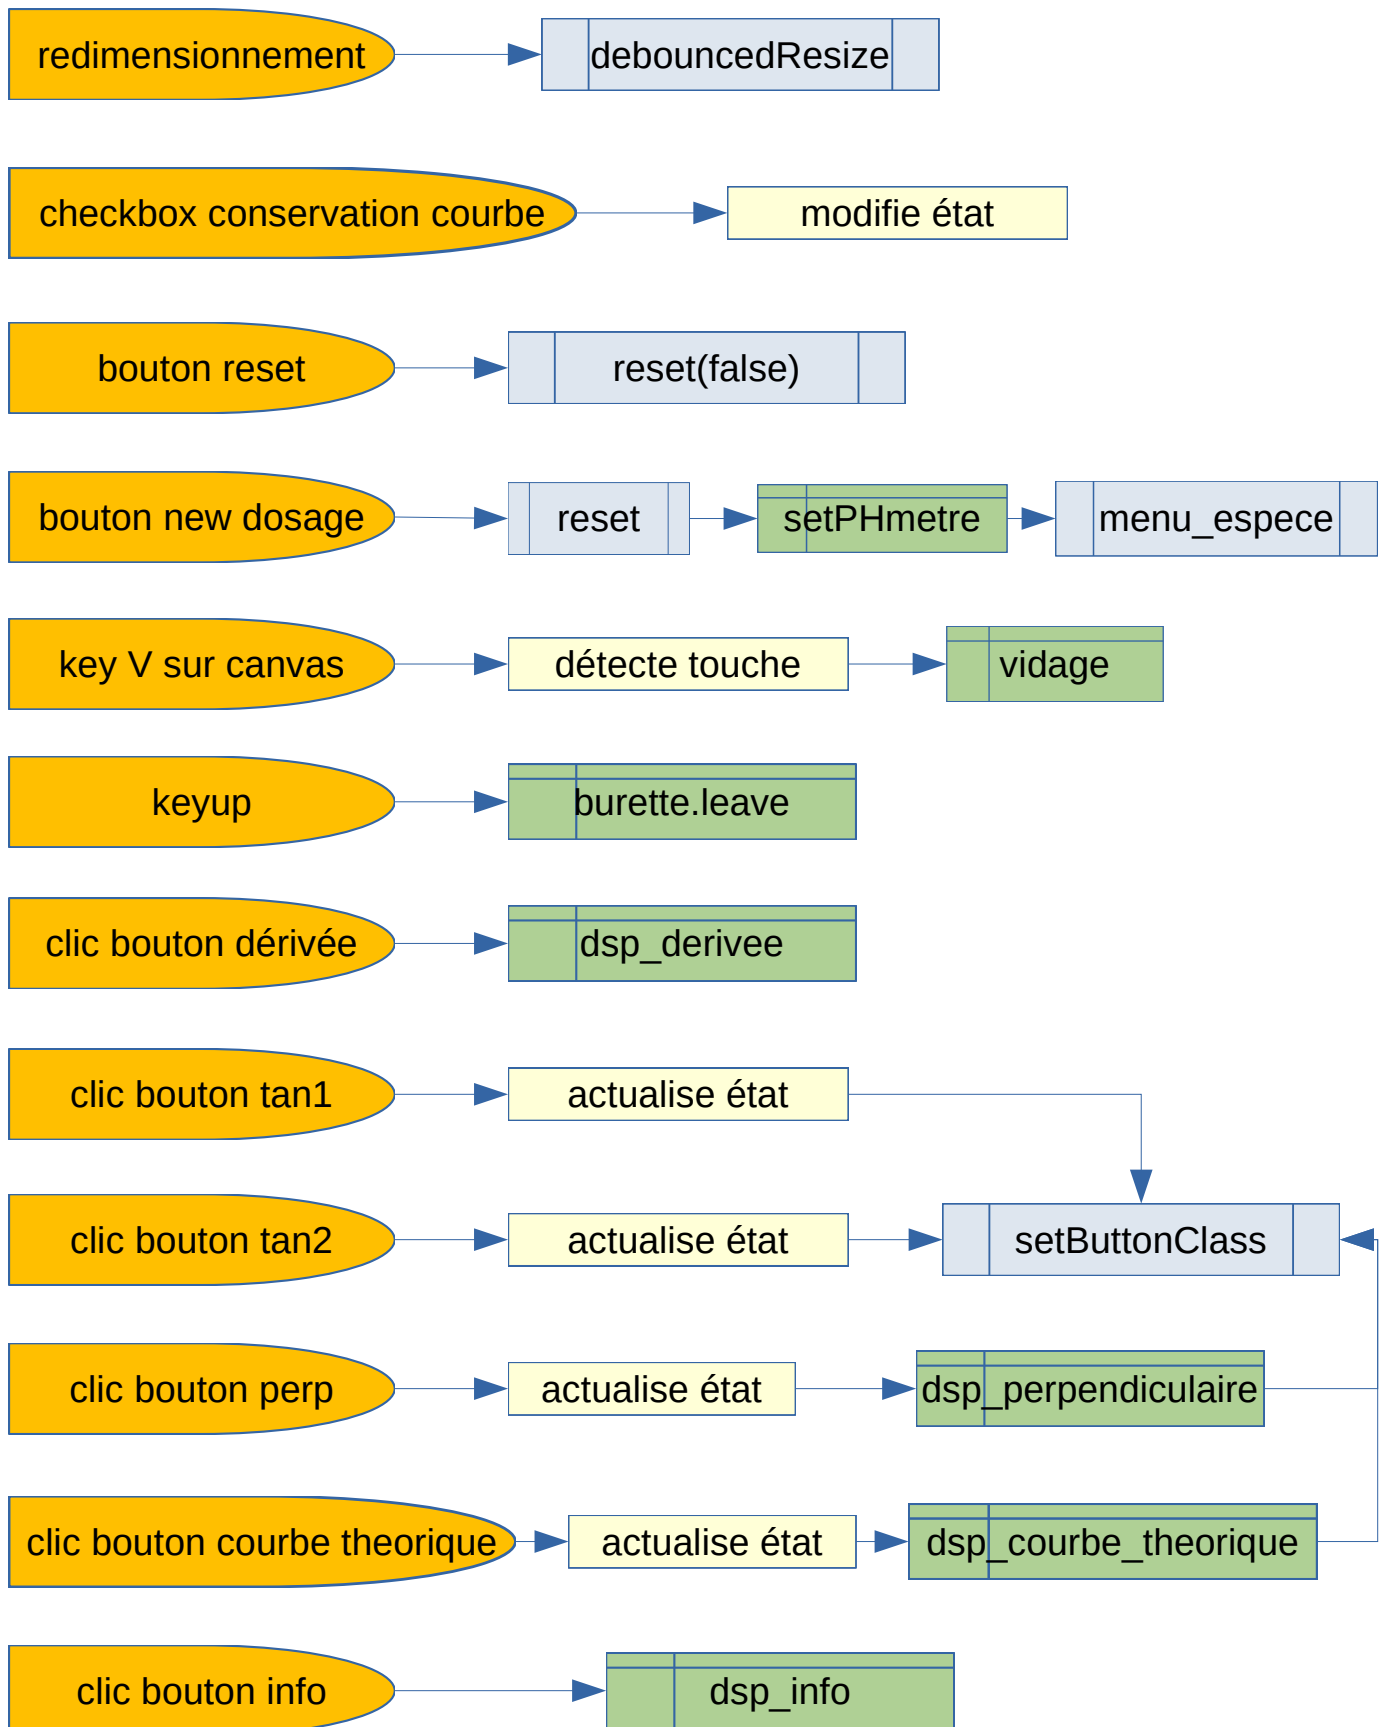 redimensionnement
debouncedResize
checkbox conservation courbe
modifie état
bouton reset
reset(false)
bouton new dosage
reset
setPHmetre
menu_espece
key V sur canvas
détecte touche
vidage
keyup
burette.leave
clic bouton dérivée
dsp_derivee
clic bouton tan1
actualise état
clic bouton tan2
actualise état
setButtonClass
clic bouton perp
actualise état
dsp_perpendiculaire
clic bouton courbe theorique
actualise état
dsp_courbe_theorique
clic bouton info
dsp_info